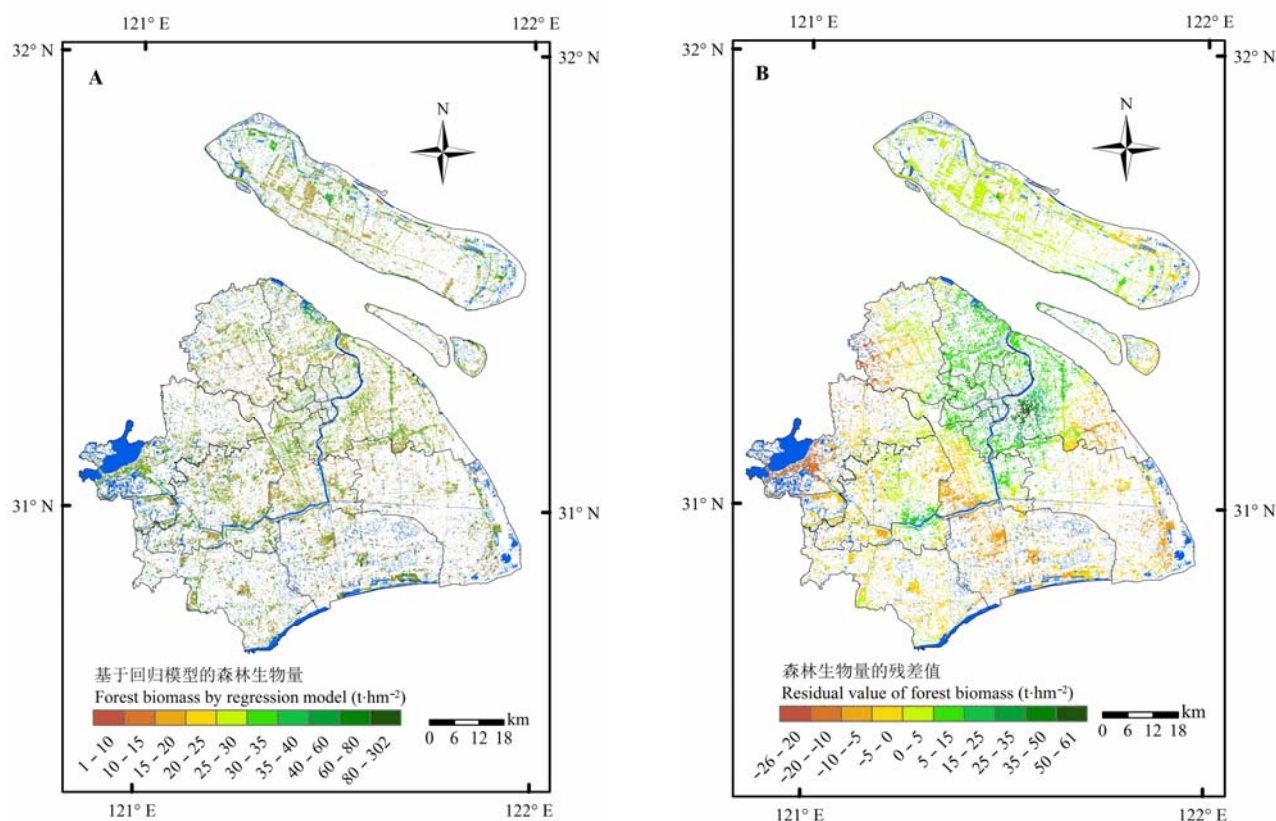 121° E
122° E
32° N
32° N
A
N
31° N
31° N
基于回归模型的森林生物量
Forest biomass by regression model (t·hm⁻²)
1 – 10
10 – 15
15 – 20
20 – 25
25 – 30
30 – 35
35 – 40
40 – 60
60 – 80
80 – 302
km
0 6 12 18
121° E
122° E
121° E
122° E
32° N
32° N
B
N
31° N
31° N
森林生物量的残差值
Residual value of forest biomass (t·hm⁻²)
–26 – 20
–20 – 10
–10 – –5
–5 – 0
0 – 5
5 – 15
15 – 25
25 – 35
35 – 50
50 – 61
km
0 6 12 18
121° E
122° E